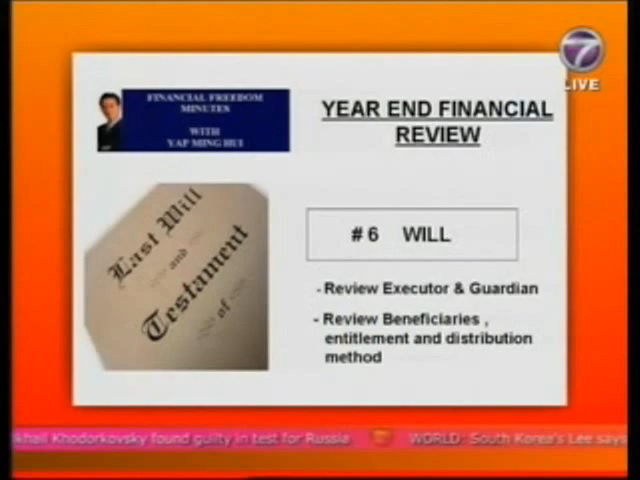 7
LIVE
FINANCIAL FREEDOM
MINUTES
WITH
YAP MING HUI
YEAR END FINANCIAL
REVIEW
Last Will
and
Testament
of
# 6 WILL
- Review Executor & Guardian
- Review Beneficiaries ,
entitlement and distribution
method
ikhail Khodorkovsky found guilty in test for Russia WORLD: South Korea's Lee says